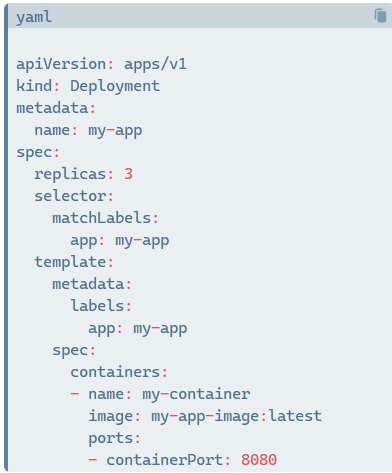 yaml
apiVersion: apps/v1
kind: Deployment
metadata:
  name: my-app
spec:
  replicas: 3
  selector:
    matchLabels:
      app: my-app
  template:
    metadata:
      labels:
        app: my-app
    spec:
      containers:
      - name: my-container
        image: my-app-image:latest
        ports:
        - containerPort: 8080